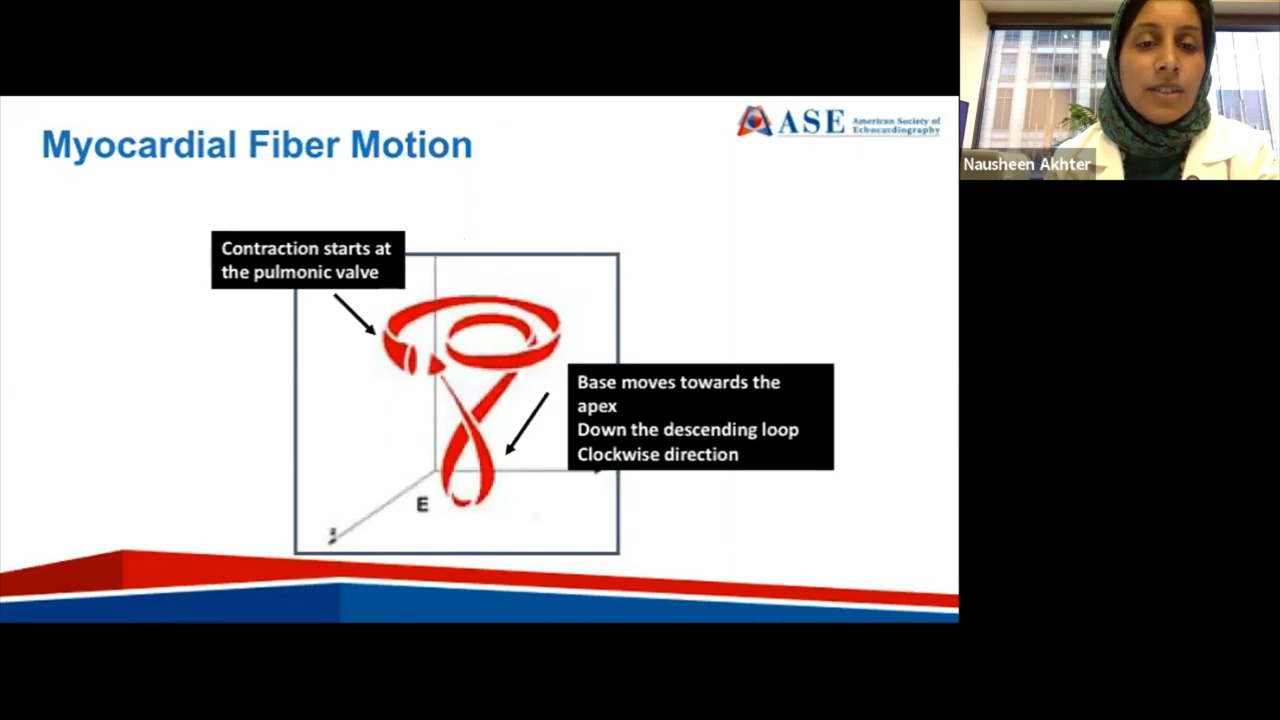 Myocardial Fiber Motion
ASE American Society of
Echocardiography
Nausheen Akhter
Contraction starts at
the pulmonic valve
Base moves towards the
apex
Down the descending loop
Clockwise direction
E